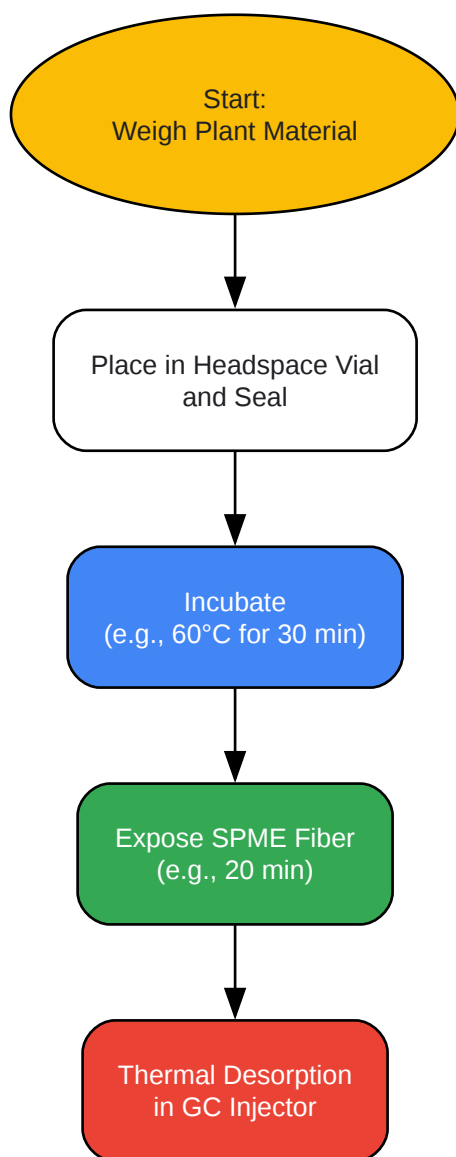 Start:
Weigh Plant Material
Place in Headspace Vial
and Seal
Incubate
(e.g., 60°C for 30 min)
Expose SPME Fiber
(e.g., 20 min)
Thermal Desorption
in GC Injector